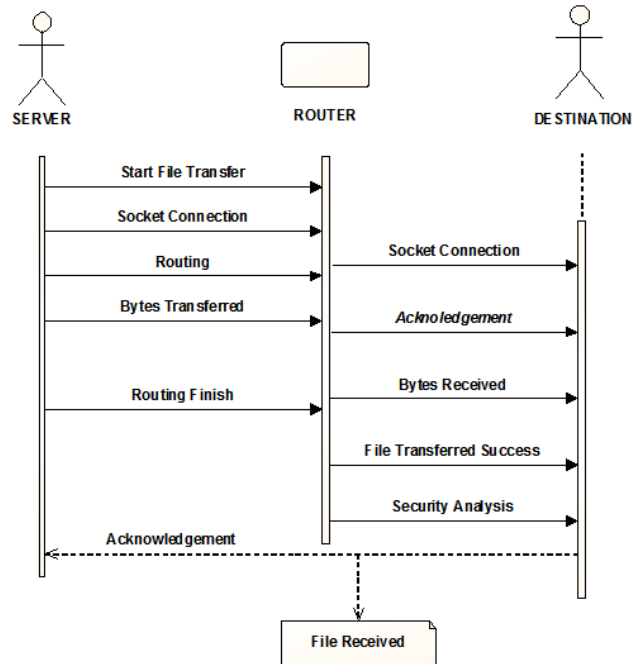 SERVER
ROUTER
DESTINATION
Start File Transfer
Socket Connection
Routing
Socket Connection
Bytes Transferred
Acknoledgement
Routing Finish
Bytes Received
File Transferred Success
Security Analysis
Acknowledgement
File Received